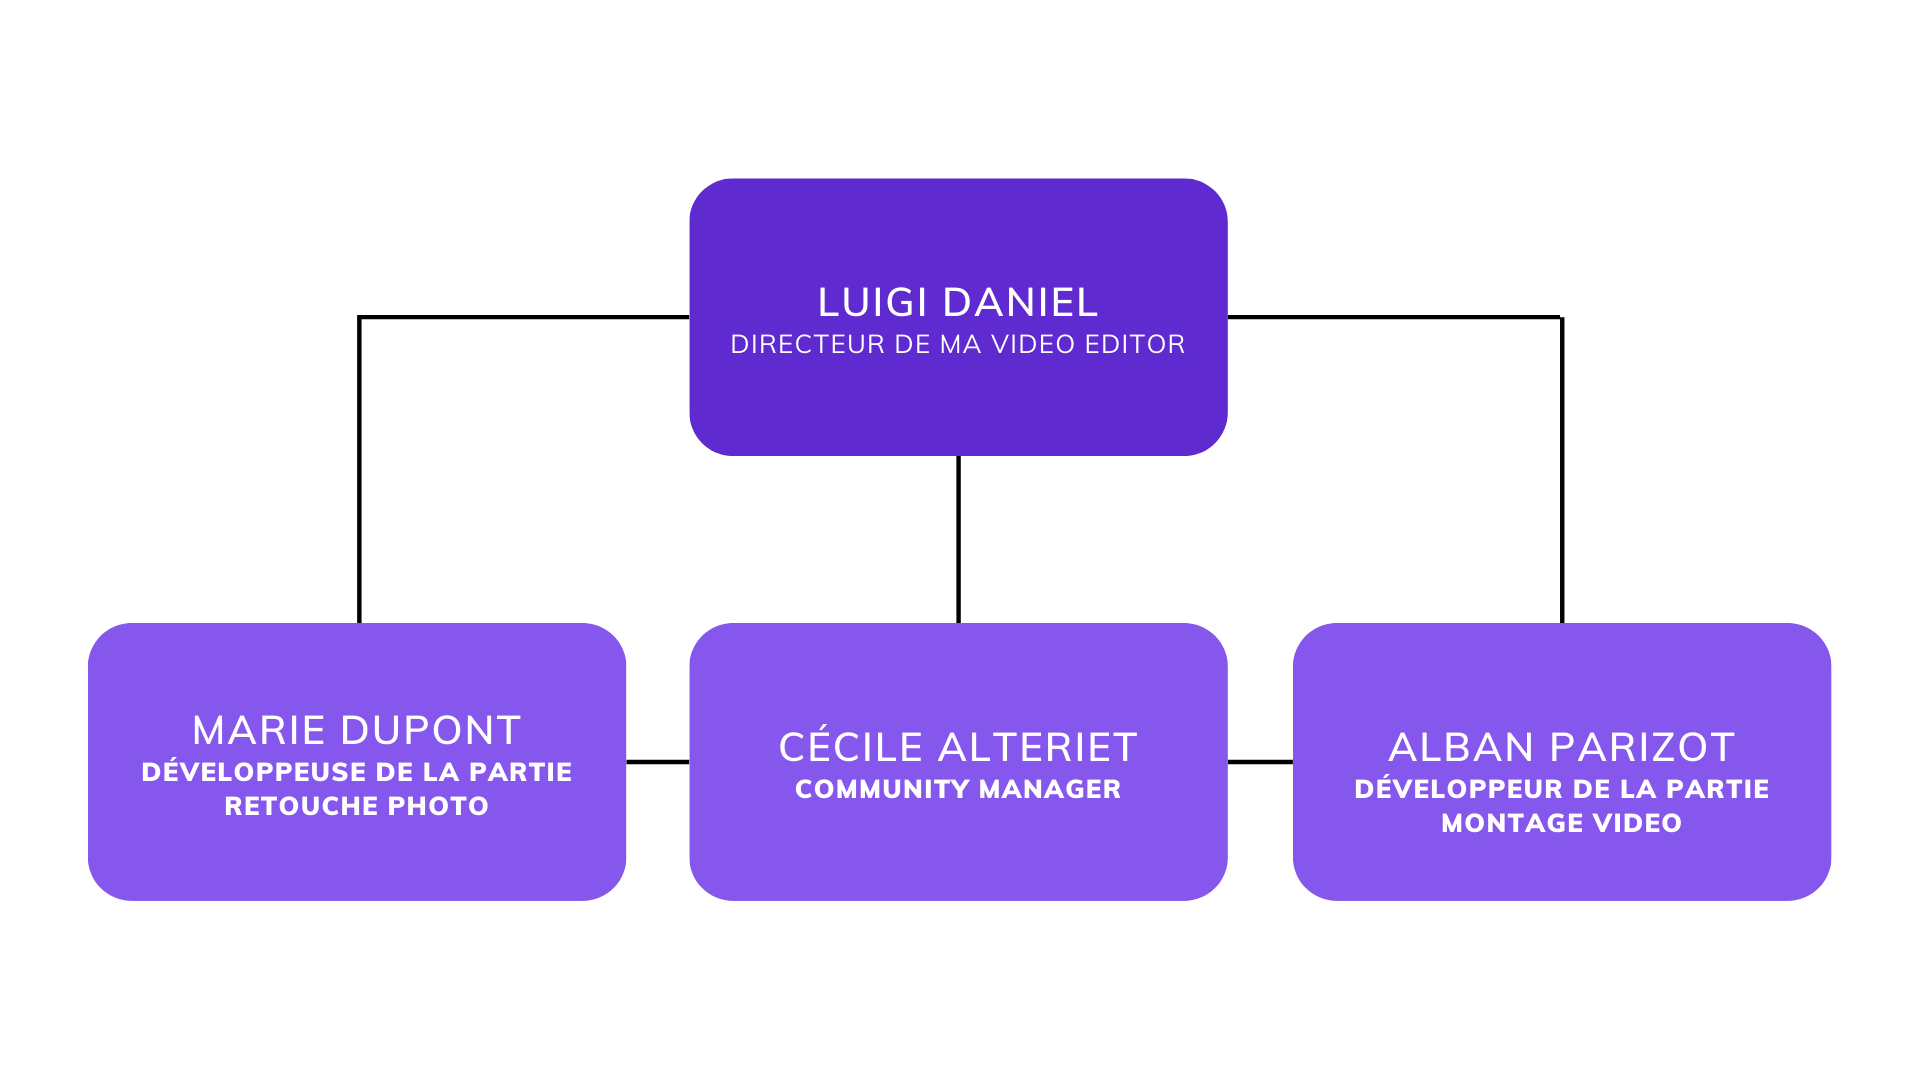 LUIGI DANIEL
DIRECTEUR DE MA VIDEO EDITOR
MARIE DUPONT
DÉVELOPPEUSE DE LA PARTIE
RETOUCHE PHOTO
CÉCILE ALTERIET
COMMUNITY MANAGER
ALBAN PARIZOT
DÉVELOPPEUR DE LA PARTIE
MONTAGE VIDEO